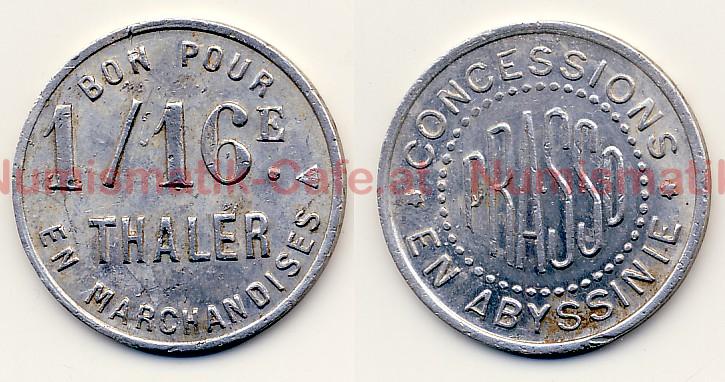 BON POUR
1/16E.
THALER
EN MARCHANDISES
CONCESSIONS
PRASSO
EN ABYSSINIE
Numismatik-Cafe.at Numismatik